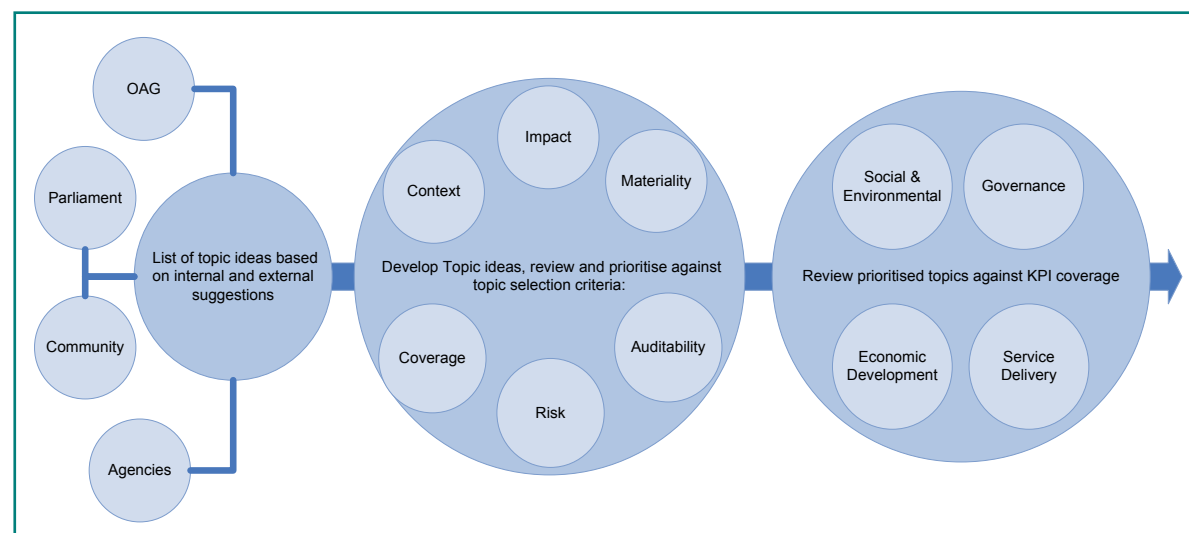 OAG
Parliament
List of topic ideas based
on internal and external
suggestions
Community
Agencies
Impact
Context
Materiality
Develop Topic ideas, review and prioritise against
topic selection criteria:
Coverage
Auditability
Risk
Social &
Environmental
Governance
Review prioritised topics against KPI coverage
Economic
Development
Service
Delivery